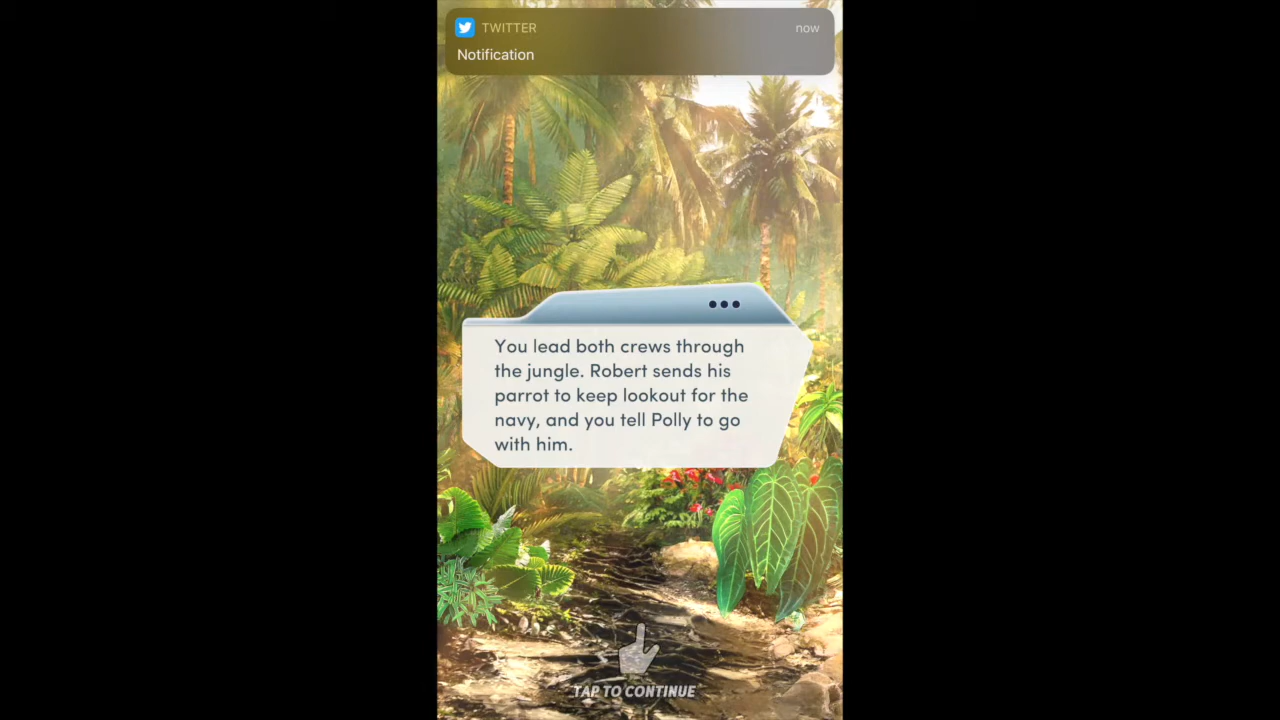 TWITTER now
Notification
You lead both crews through
the jungle. Robert sends his
parrot to keep lookout for the
navy, and you tell Polly to go
with him.
TAP TO CONTINUE